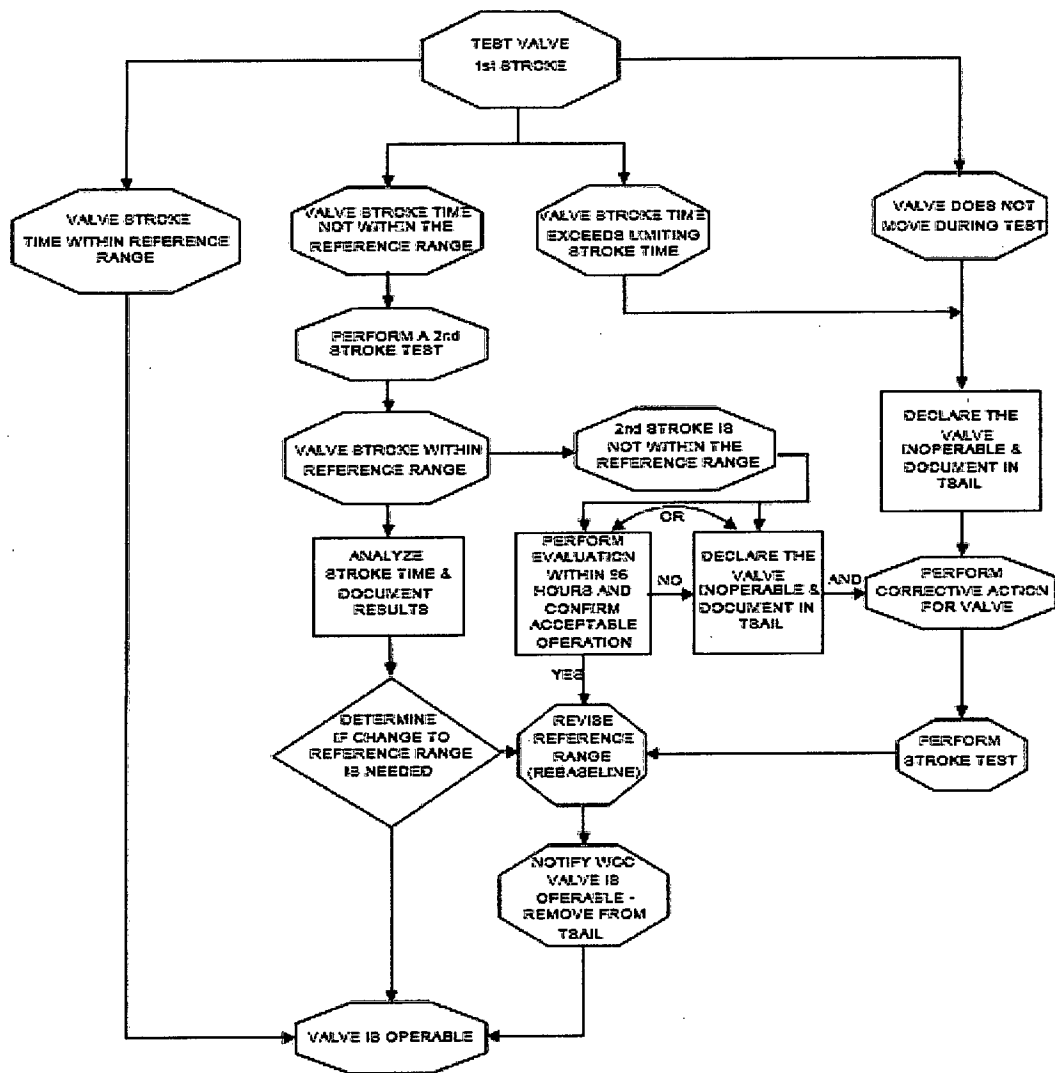 TEST VALVE
1st STROKE
VALVE STROKE
TIME WITHIN REFERENCE
RANGE
VALVE STROKE TIME
NOT WITHIN THE
REFERENCE RANGE
VALVE STROKE TIME
EXCEEDS LIMITING
STROKE TIME
VALVE DOES NOT
MOVE DURING TEST
PERFORM A 2nd
STROKE TEST
VALVE STROKE WITHIN
REFERENCE RANGE
2nd STROKE IS
NOT WITHIN THE
REFERENCE RANGE
DECLARE THE
VALVE
INOPERABLE &
DOCUMENT IN
TSAIL
OR
ANALYZE
STROKE TIME &
DOCUMENT
RESULTS
PERFORM
EVALUATION
WITHIN 96
HOURS AND
CONFIRM
ACCEPTABLE
OPERATION
NO
DECLARE THE
VALVE
INOPERABLE &
DOCUMENT IN
TSAIL
AND
PERFORM
CORRECTIVE ACTION
FOR VALVE
YES
DETERMINE
IF CHANGE TO
REFERENCE RANGE
IS NEEDED
REVISE
REFERENCE
RANGE
(REBASELINE)
PERFORM
STROKE TEST
NOTIFY WCC
VALVE IS
OPERABLE -
REMOVE FROM
TSAIL
VALVE IS OPERABLE